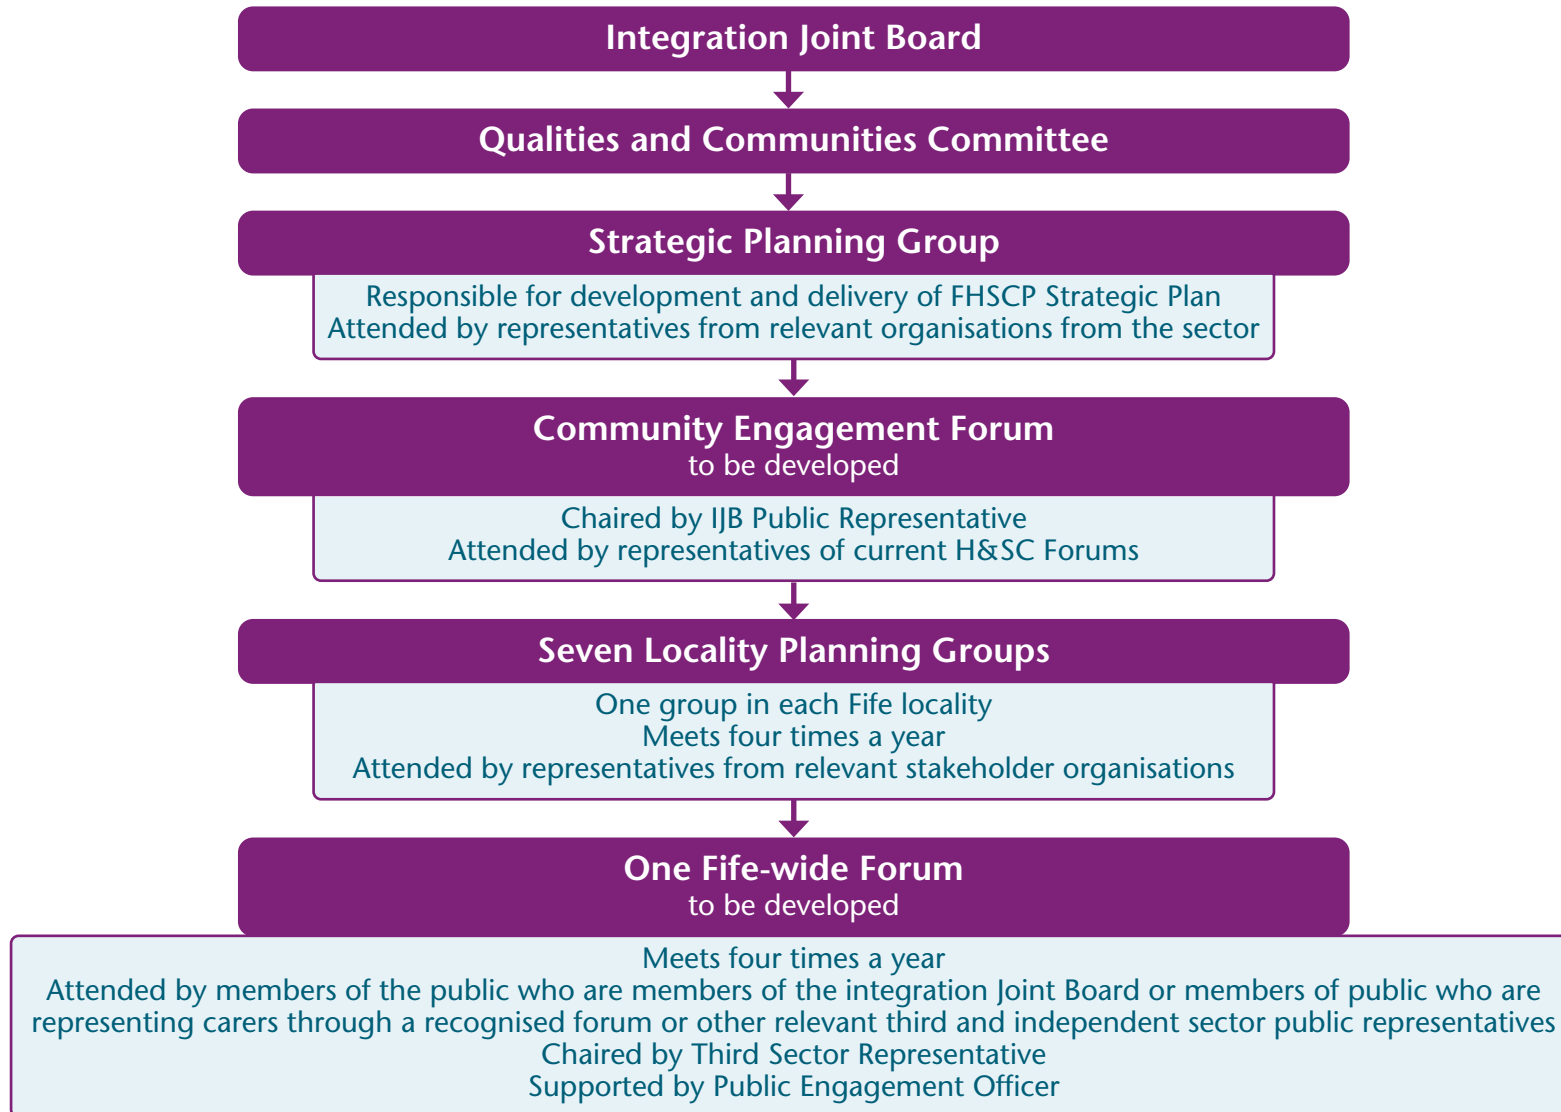 Integration Joint Board
Qualities and Communities Committee
Strategic Planning Group
Responsible for development and delivery of FHSCP Strategic Plan
Attended by representatives from relevant organisations from the sector
Community Engagement Forum
to be developed
Chaired by IJB Public Representative
Attended by representatives of current H&SC Forums
Seven Locality Planning Groups
One group in each Fife locality
Meets four times a year
Attended by representatives from relevant stakeholder organisations
One Fife-wide Forum
to be developed
Meets four times a year
Attended by members of the public who are members of the integration Joint Board or members of public who are
representing carers through a recognised forum or other relevant third and independent sector public representatives
Chaired by Third Sector Representative
Supported by Public Engagement Officer